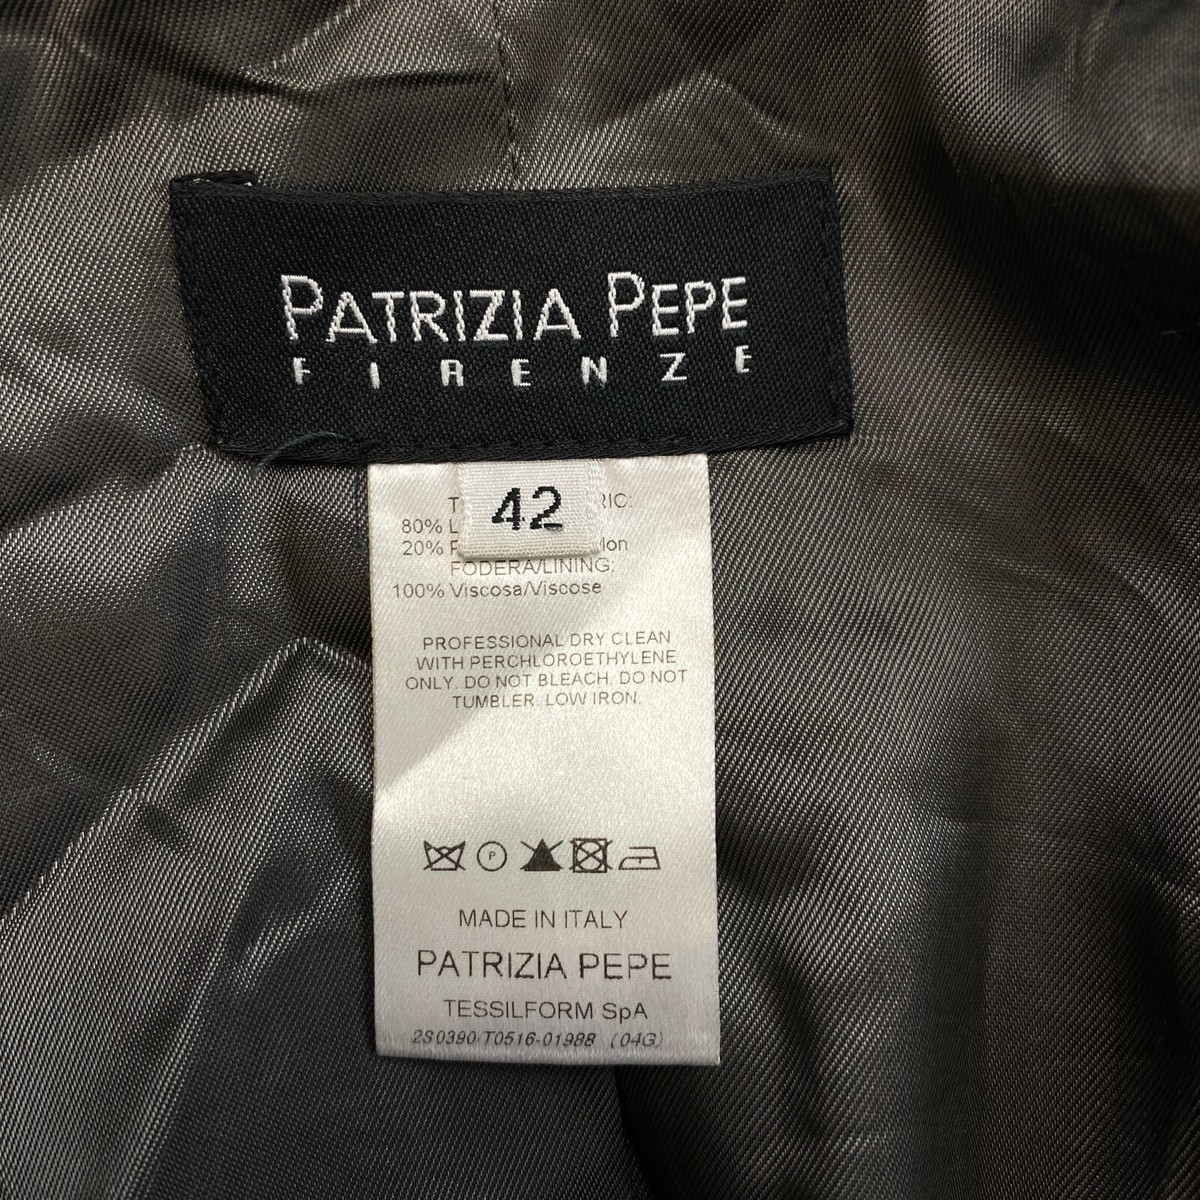 PATRIZIA PEPE
FIRENZE
42
80%
20%
FODERA/LINING:
100% Viscosa/Viscose
PROFESSIONAL DRY CLEAN
WITH PERCHLOROETHYLENE
ONLY. DO NOT BLEACH. DO NOT
TUMBLER. LOW IRON.
P
MADE IN ITALY
PATRIZIA PEPE
TESSILFORM SpA
2S0390/T0516-01988 (04G)